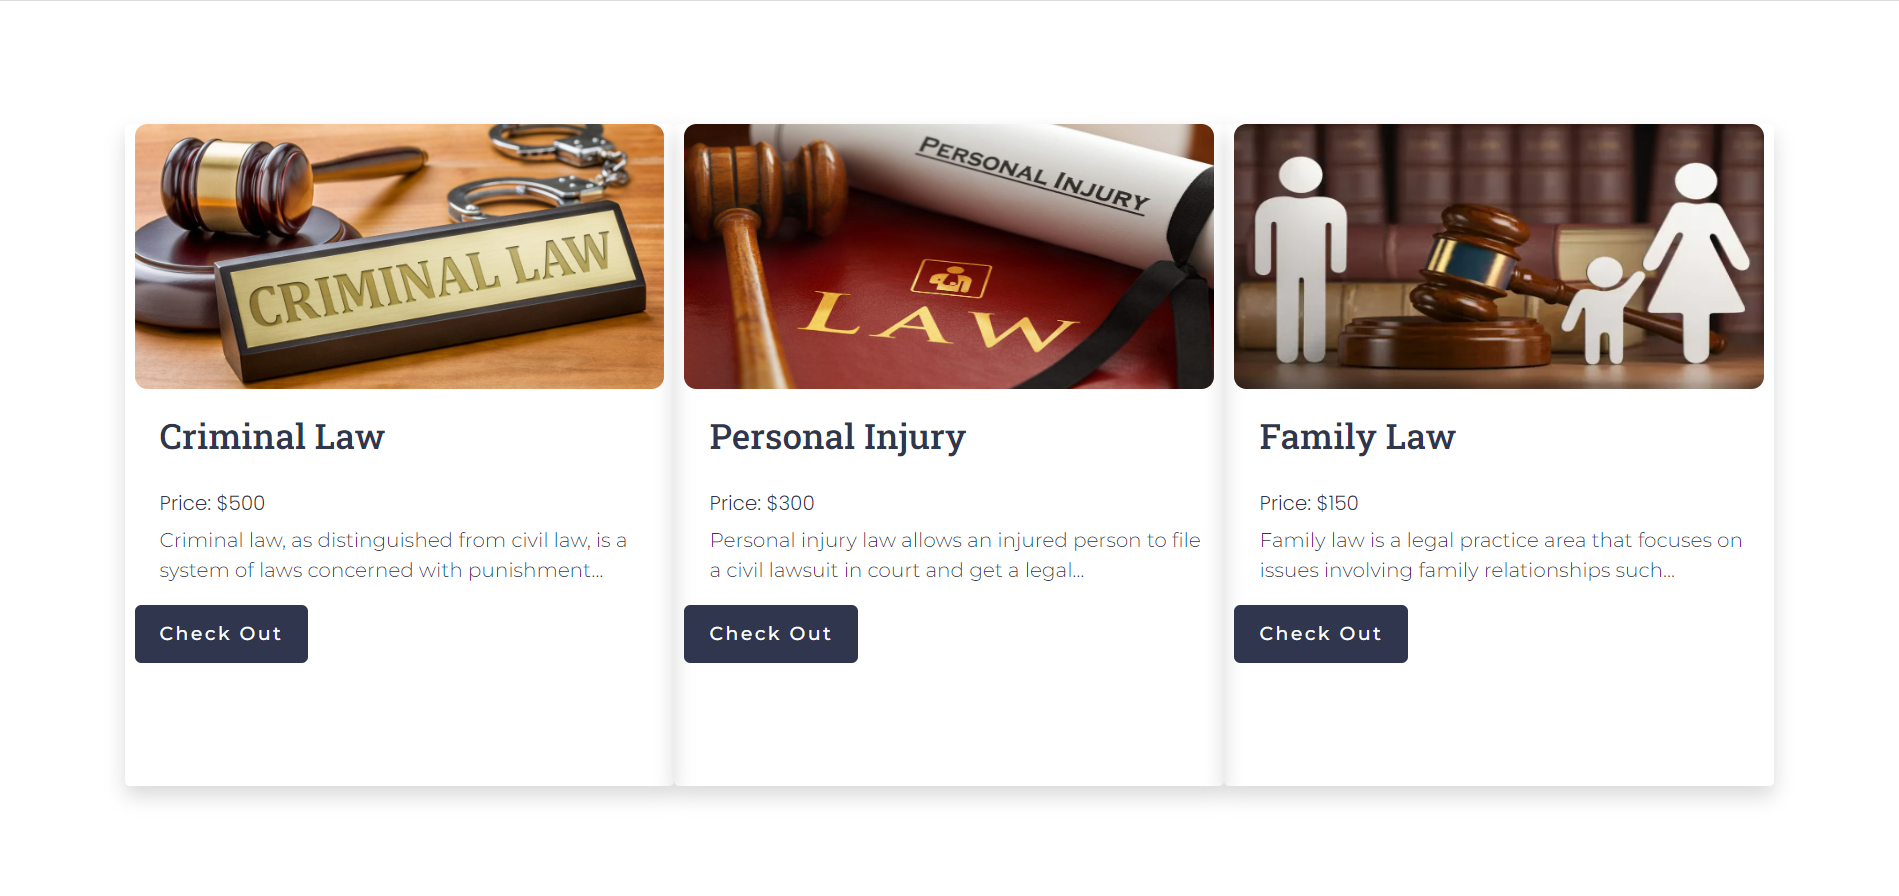 CRIMINAL LAW
PERSONAL INJURY
LAW
Criminal Law
Personal Injury
Family Law
Price: $500
Criminal law, as distinguished from civil law, is a
system of laws concerned with punishment...
Check Out
Price: $300
Personal injury law allows an injured person to file
a civil lawsuit in court and get a legal...
Check Out
Price: $150
Family law is a legal practice area that focuses on
issues involving family relationships such...
Check Out